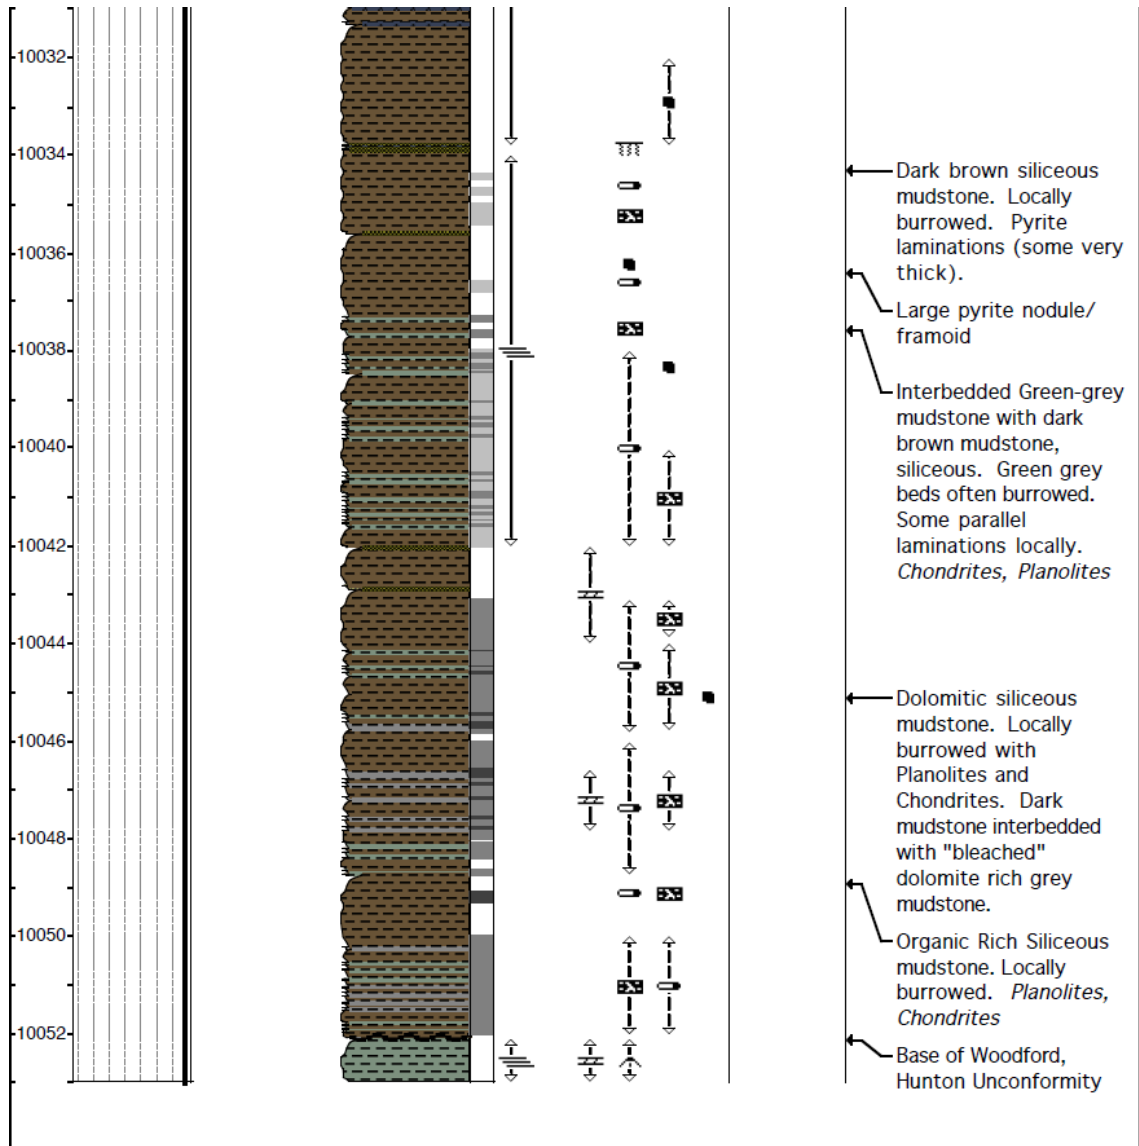 10032
10034
10036
10038
10040
10042
10044
10046
10048
10050
10052
Dark brown siliceous
mudstone. Locally
burrowed. Pyrite
laminations (some very
thick).
Large pyrite nodule/
framoid
Interbedded Green-grey
mudstone with dark
brown mudstone,
siliceous. Green grey
beds often burrowed.
Some parallel
laminations locally.
Chondrites, Planolites
Dolomitic siliceous
mudstone. Locally
burrowed with
Planolites and
Chondrites. Dark
mudstone interbedded
with "bleached"
dolomite rich grey
mudstone.
Organic Rich Siliceous
mudstone. Locally
burrowed. Planolites,
Chondrites
Base of Woodford,
Hunton Unconformity